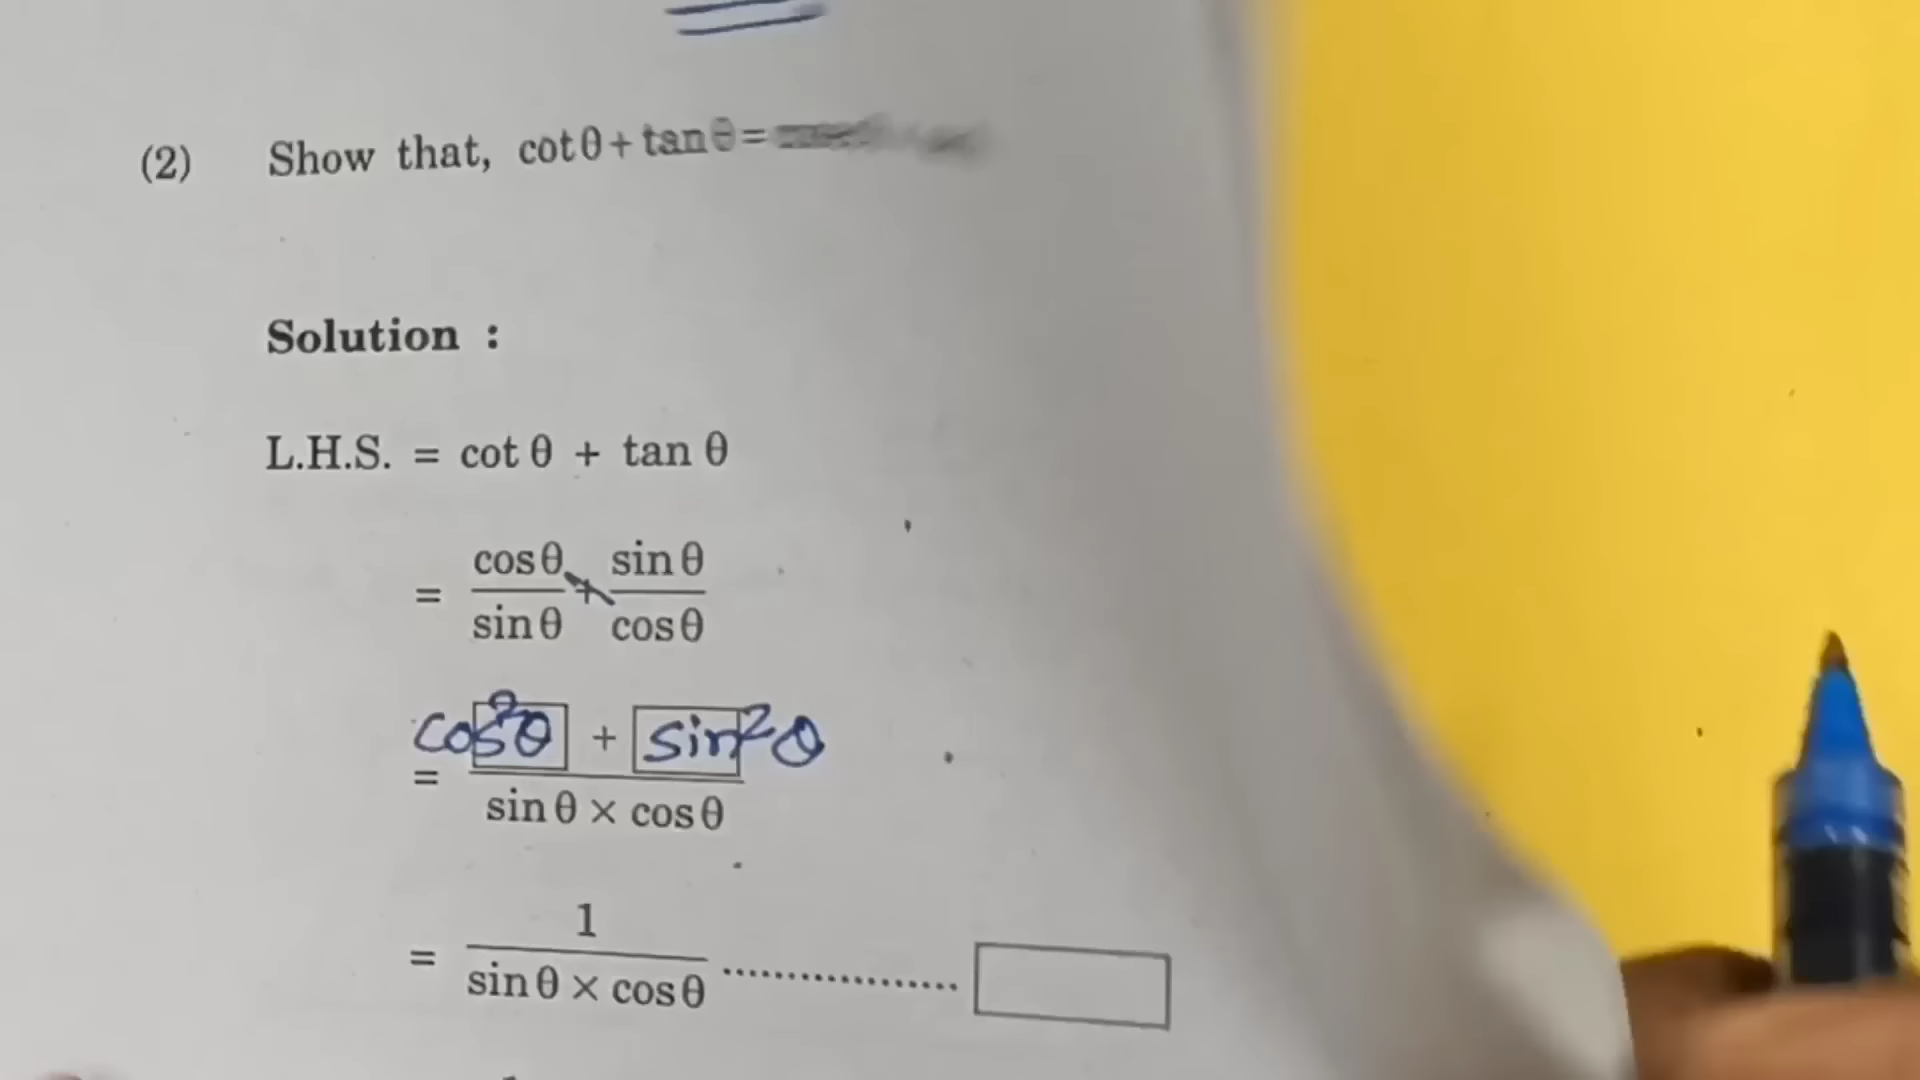 (2) Show that, cotθ + tanθ =
Solution :
L.H.S. = cot θ + tan θ
= cosθ/sinθ + sinθ/cosθ
= cos²θ + sin²θ / sinθ × cosθ
= 1 / sinθ × cosθ ....................